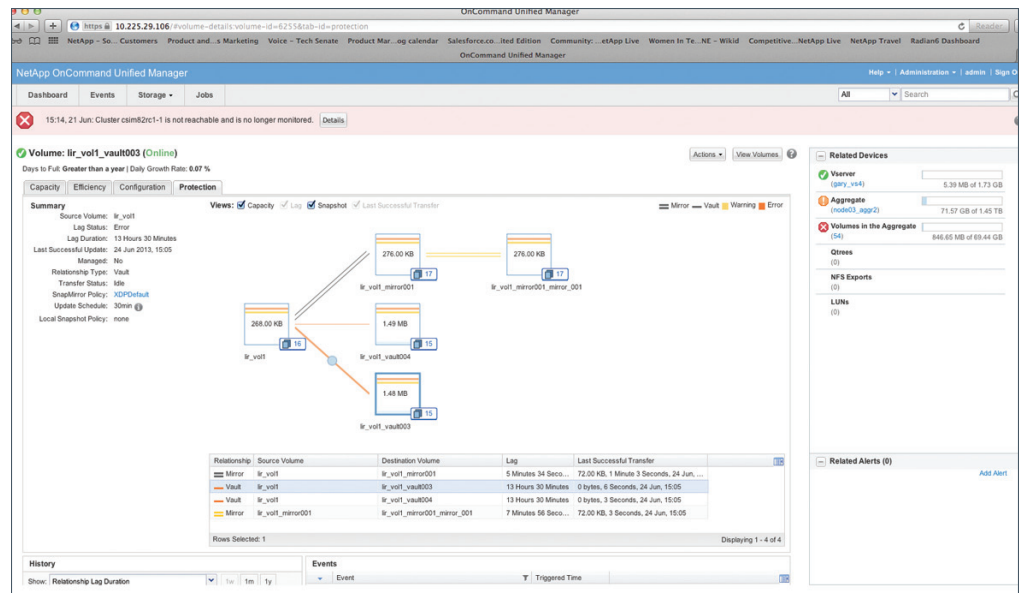 OnCommand Unified Manager
https 10.225.29.106/#volume-details:volume-id=6255&tab-id=protection
Reader
NetApp – So... Customers Product and...s Marketing Voice – Tech Senate Product Mar...og calendar Salesforce.co...ited Edition Community: ...etApp Live Women In Te...NE – Wikid Competitive...NetApp Live NetApp Travel Radian6 Dashboard
OnCommand Unified Manager
NetApp OnCommand Unified Manager
Help | Administration | admin | Sign O
Dashboard Events Storage Jobs
All Search
15:14, 21 Jun: Cluster csim82rc1-1 is not reachable and is no longer monitored. Details
Volume: lir_vol1_vault003 (Online)
Actions View Volumes
Days to Full: Greater than a year | Daily Growth Rate: 0.07 %
Capacity Efficiency Configuration Protection
Summary
Source Volume: lir_vol1
Lag Status: Error
Lag Duration: 13 Hours 30 Minutes
Last Successful Update: 24 Jun 2013, 15:05
Managed: No
Relationship Type: Vault
Transfer Status: Idle
SnapMirror Policy: XDPDefault
Update Schedule: 30min
Local Snapshot Policy: none
Views: Capacity Lag Snapshot Last Successful Transfer
Mirror Vault Warning Error
276.00 KB
17
lir_vol1_mirror001
276.00 KB
17
lir_vol1_mirror001_mirror_001
268.00 KB
16
lir_vol1
1.49 MB
15
lir_vol1_vault004
1.48 MB
15
lir_vol1_vault003
Relationship Source Volume Destination Volume Lag Last Successful Transfer
Mirror lir_vol1 lir_vol1_mirror001 5 Minutes 34 Seco... 72.00 KB, 1 Minute 3 Seconds, 24 Jun, ...
Vault lir_vol1 lir_vol1_vault003 13 Hours 30 Minutes 0 bytes, 6 Seconds, 24 Jun, 15:05
Vault lir_vol1 lir_vol1_vault004 13 Hours 30 Minutes 0 bytes, 3 Seconds, 24 Jun, 15:05
Mirror lir_vol1_mirror001 lir_vol1_mirror001_mirror_001 7 Minutes 56 Seco... 72.00 KB, 3 Seconds, 24 Jun, 15:05
Rows Selected: 1
Displaying 1 - 4 of 4
History
Show: Relationship Lag Duration 1w 1m 1y
Events
Event Triggered Time
Related Devices
Vserver
(gary_vs4) 5.39 MB of 1.73 GB
Aggregate
(node03_aggr2) 71.57 GB of 1.45 TB
Volumes in the Aggregate
(54) 846.65 MB of 69.44 GB
Qtrees
(0)
NFS Exports
(0)
LUNs
(0)
Related Alerts (0)
Add Alert